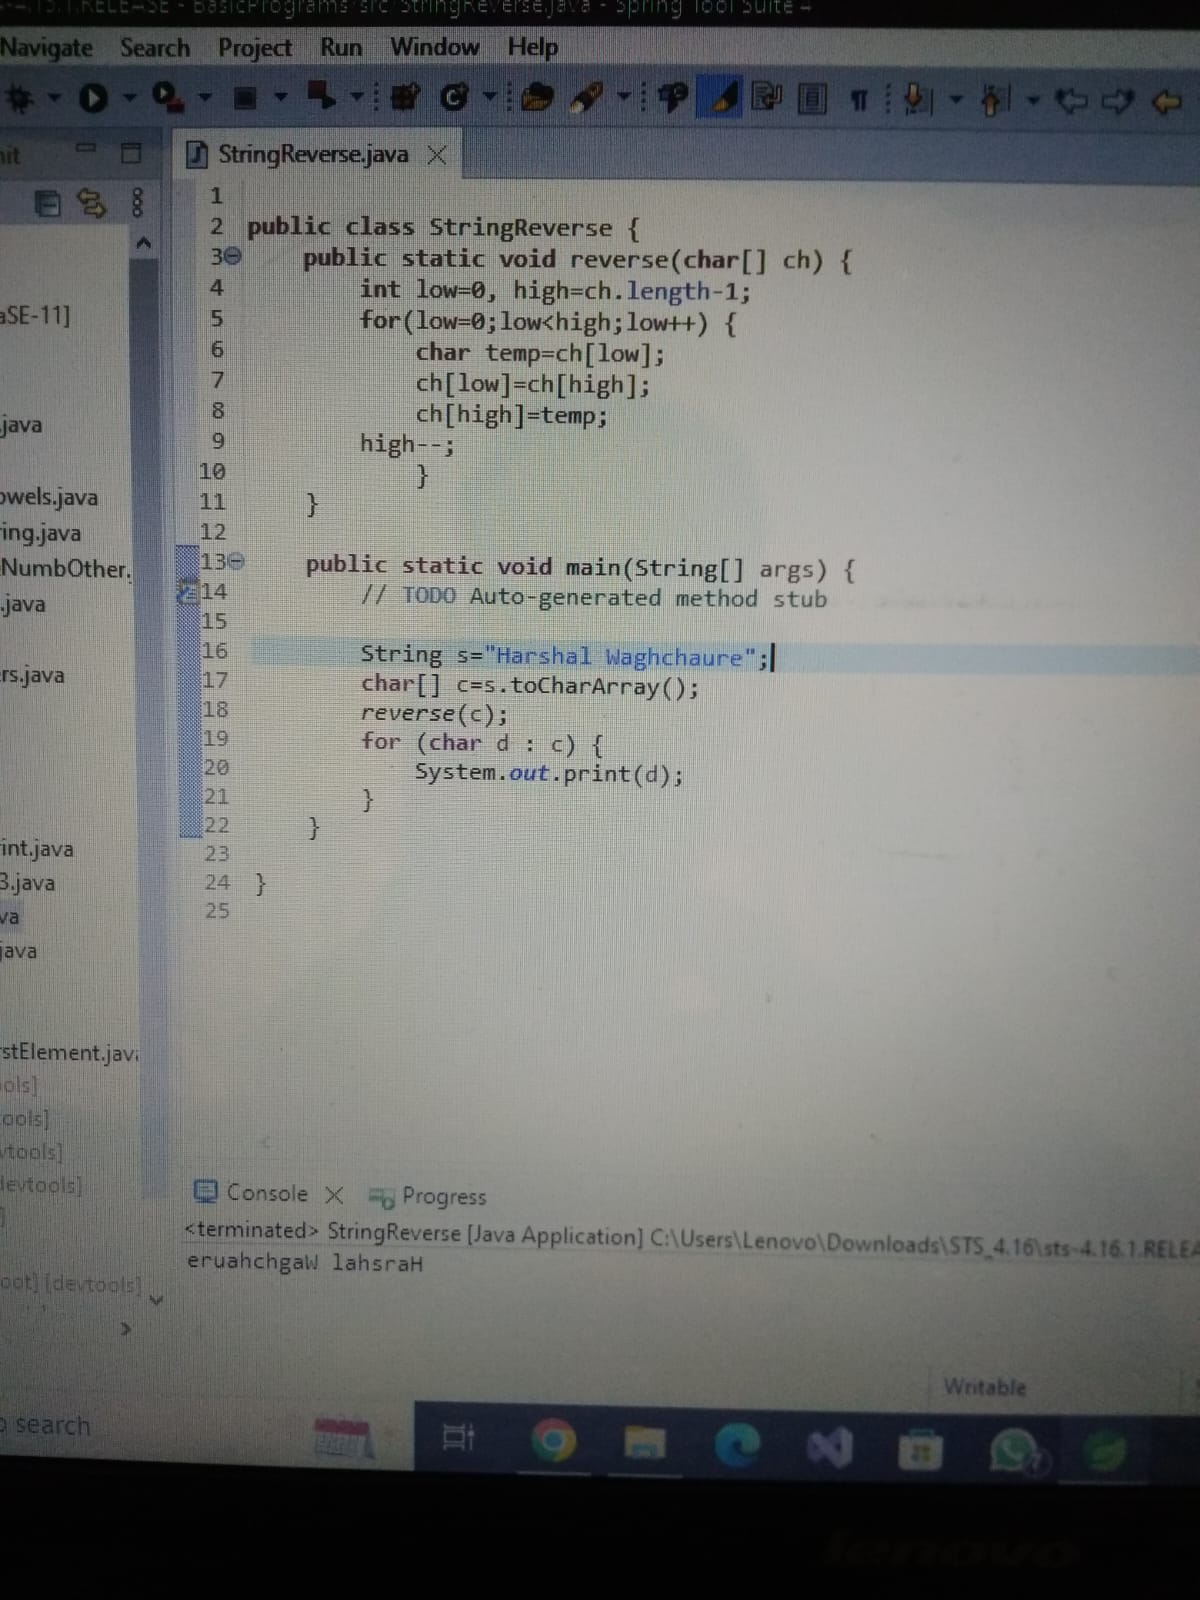 BasicPrograms
StringReverse.java - Spring Tool Suite 4
Navigate Search Project Run Window Help
StringReverse.java
1
2 public class StringReverse {
3 public static void reverse(char[] ch) {
4 int low=0, high=ch.length-1;
5 for(low=0;low<high;low++) {
6 char temp=ch[low];
7 ch[low]=ch[high];
8 ch[high]=temp;
9 high--;
10 }
11 }
12
13 public static void main(String[] args) {
14 // TODO Auto-generated method stub
15
16 String s="Harshal Waghchaure";
17 char[] c=s.toCharArray();
18 reverse(c);
19 for (char d : c) {
20 System.out.print(d);
21 }
22 }
23
24 }
25
aSE-11]
.java
owels.java
ing.java
NumbOther.
.java
rs.java
int.java
3.java
va
java
stElement.java
ols]
ools]
vtools]
devtools]
oot] [devtools]
Console Progress
<terminated> StringReverse [Java Application] C:\Users\Lenovo\Downloads\STS_4.16\sts-4.16.1.RELEA
eruahchgaW lahsraH
Writable
search
lenovo